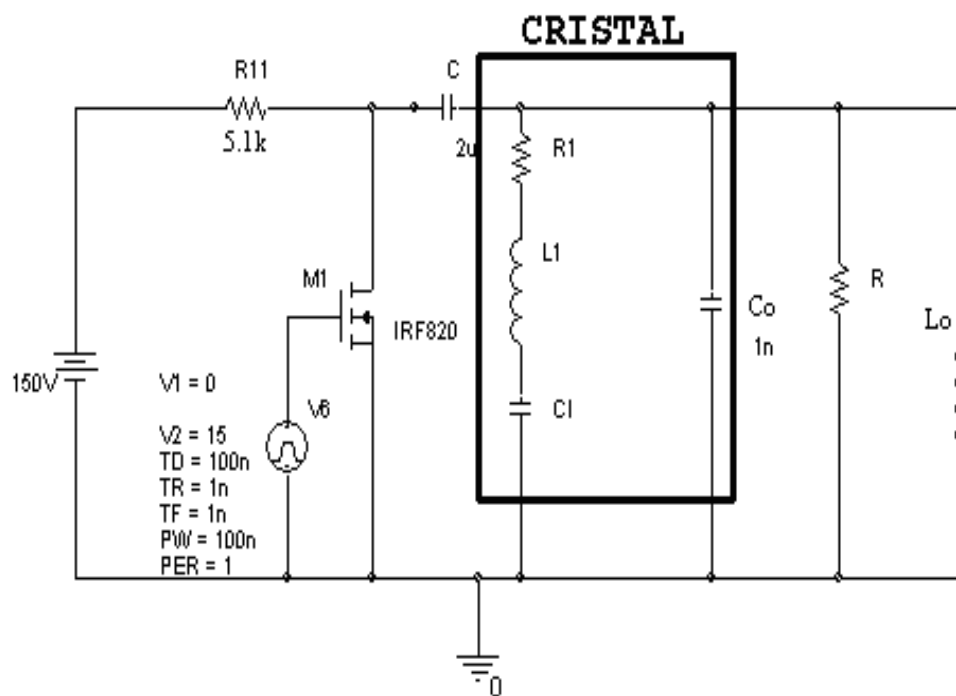 CRISTAL
R11
5.1k
C
2u
R1
L1
M1
IRF820
Co
1n
R
Lo
150V
V1 = 0
V2 = 15
TD = 100n
TR = 1n
TF = 1n
PW = 100n
PER = 1
V6
C1
0